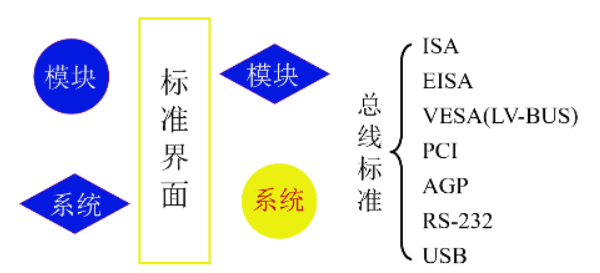 模块
系统
标准界面
模块
系统
总线标准
ISA
EISA
VESA(LV-BUS)
PCI
AGP
RS-232
USB